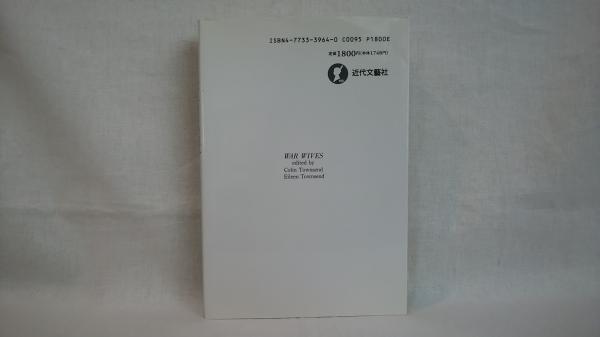 ISBN4-7733-3964-0 C0095 P1800E
定価1800円(本体1748円)
近代文藝社
WAR WIVES
edited by
Colin Townsend
Eileen Townsend